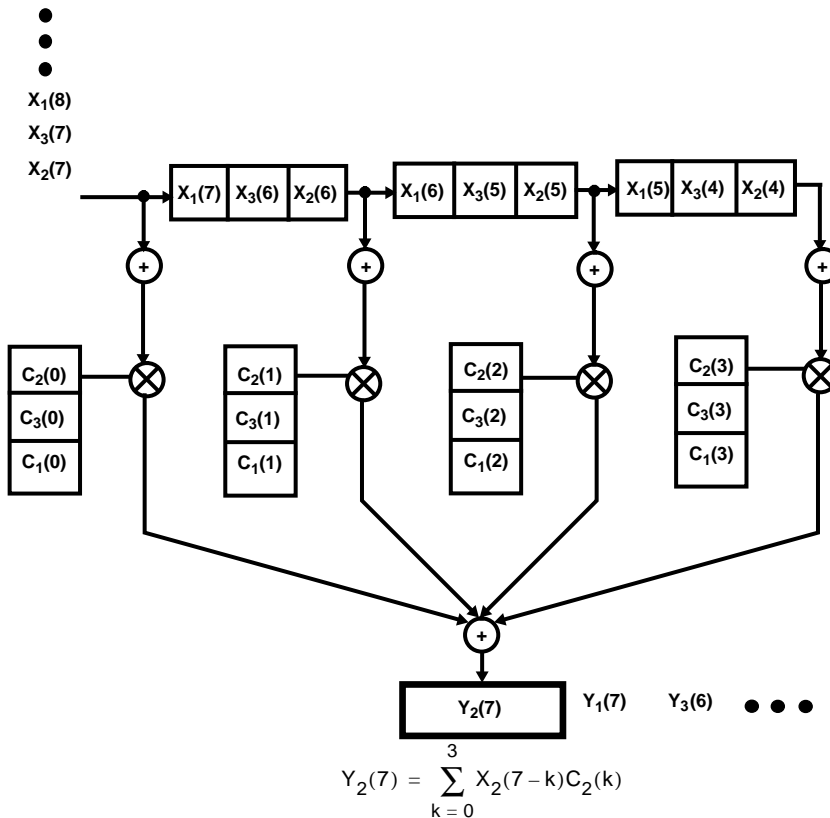 X1(8)
X3(7)
X2(7)
X1(7) X3(6) X2(6) X1(6) X3(5) X2(5) X1(5) X3(4) X2(4)
+ + + +
C2(0) C2(1) C2(2) C2(3)
C3(0) C3(1) C3(2) C3(3)
C1(0) C1(1) C1(2) C1(3)
+
Y2(7) Y1(7) Y3(6)
Y2(7) = ∑ (k = 0 to 3) X2(7 – k)C2(k)